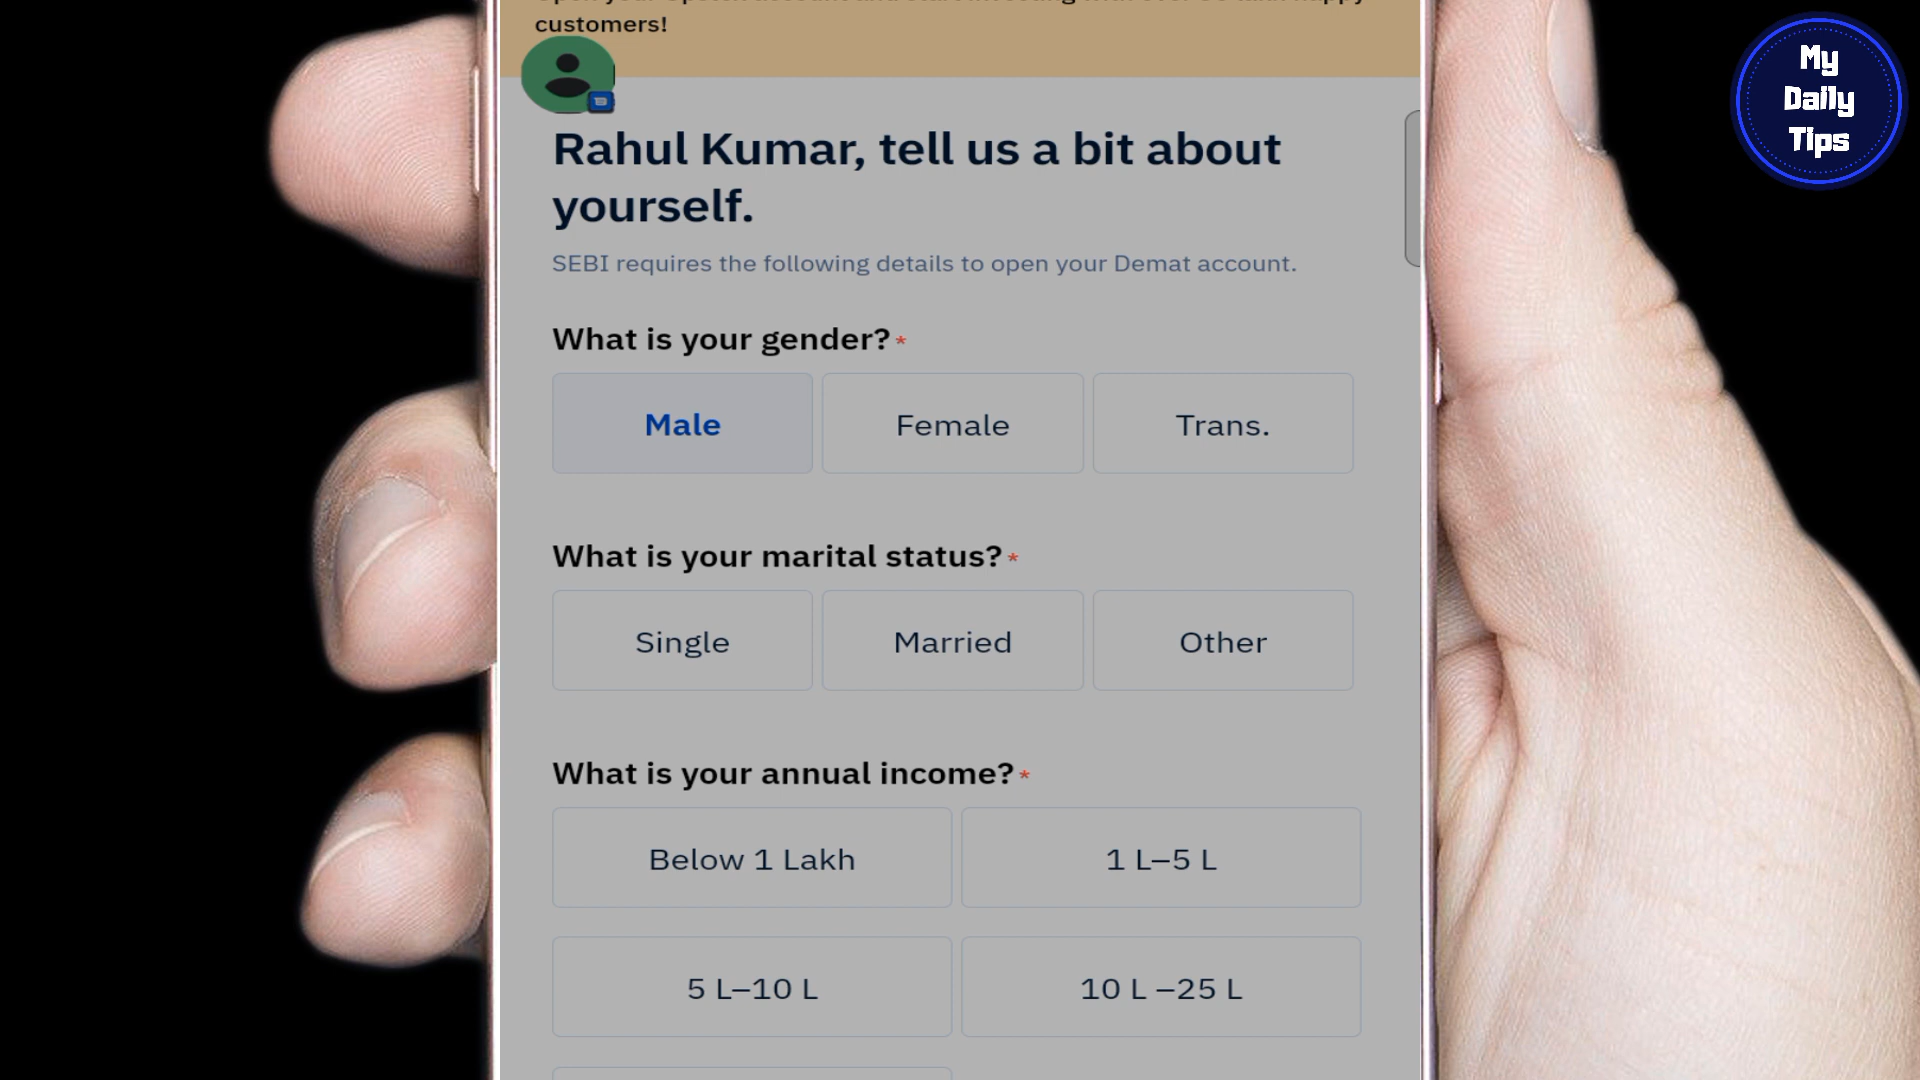 customers!
Rahul Kumar, tell us a bit about
yourself.
SEBI requires the following details to open your Demat account.
What is your gender?*
Male
Female
Trans.
What is your marital status?*
Single
Married
Other
What is your annual income?*
Below 1 Lakh
1 L–5 L
5 L–10 L
10 L –25 L
My
Daily
Tips